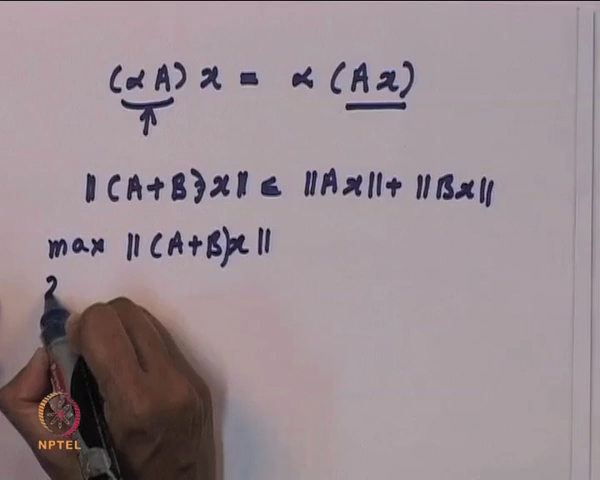 (αA)x = α(Ax)
‖(A+B)x‖ ≤ ‖Ax‖ + ‖Bx‖
max ‖(A+B)x‖
NPTEL